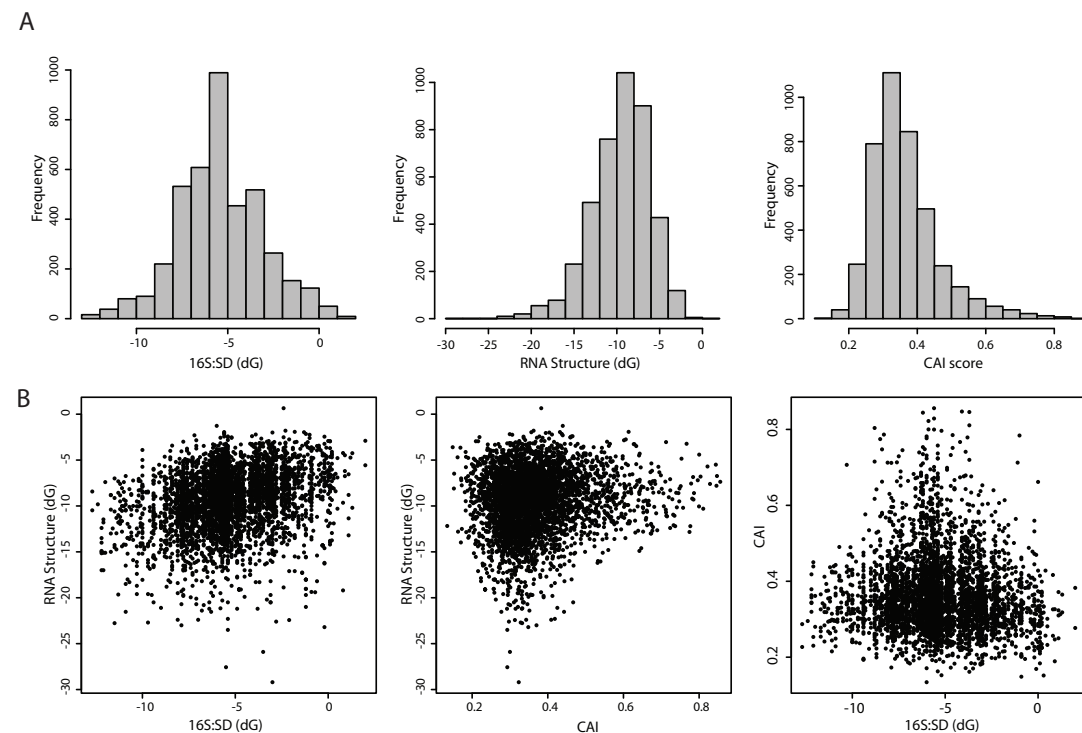 A
Frequency
0 200 400 600 800 1000
-10 -5 0
16S:SD (dG)
Frequency
0 200 400 600 800 1000
-30 -25 -20 -15 -10 -5 0
RNA Structure (dG)
Frequency
0 200 400 600 800 1000
0.2 0.4 0.6 0.8
CAI score
B
RNA Structure (dG)
0 -5 -10 -15 -20 -25 -30
-10 -5 0
16S:SD (dG)
RNA Structure (dG)
0 -5 -10 -15 -20 -25 -30
0.2 0.4 0.6 0.8
CAI
CAI
0.8 0.6 0.4 0.2
-10 -5 0
16S:SD (dG)